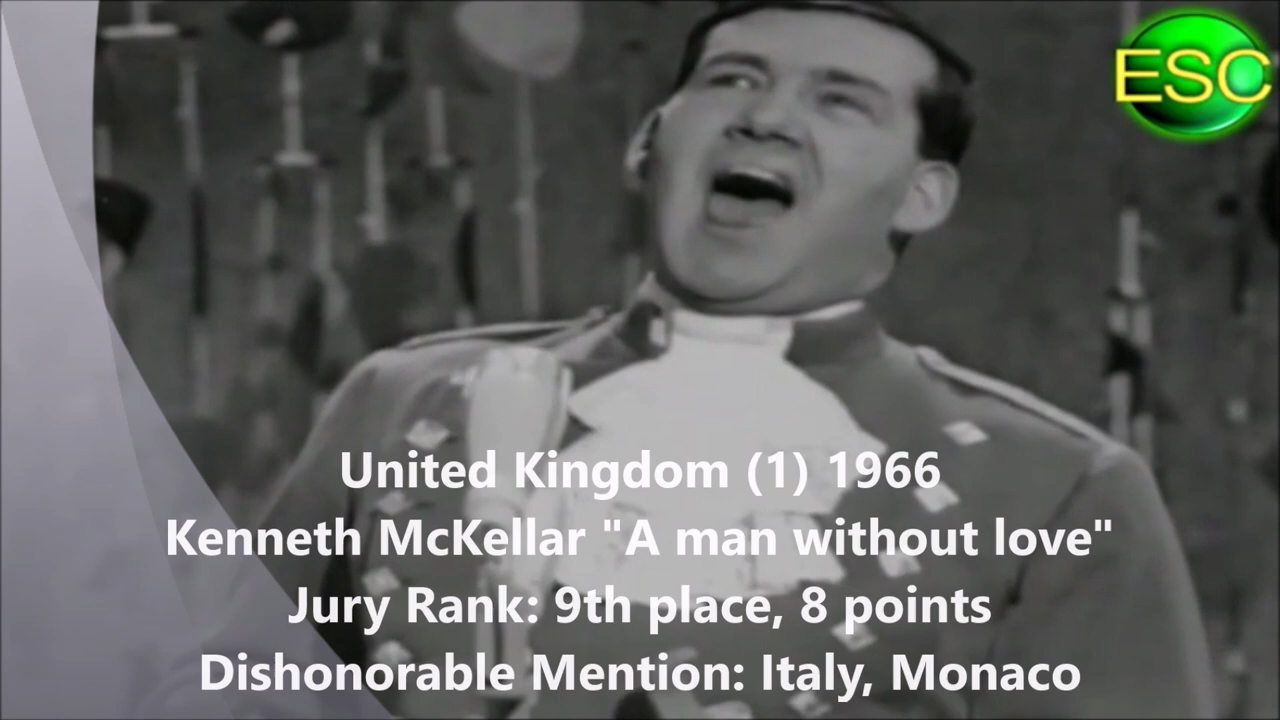 ESC
United Kingdom (1) 1966
Kenneth McKellar "A man without love"
Jury Rank: 9th place, 8 points
Dishonorable Mention: Italy, Monaco